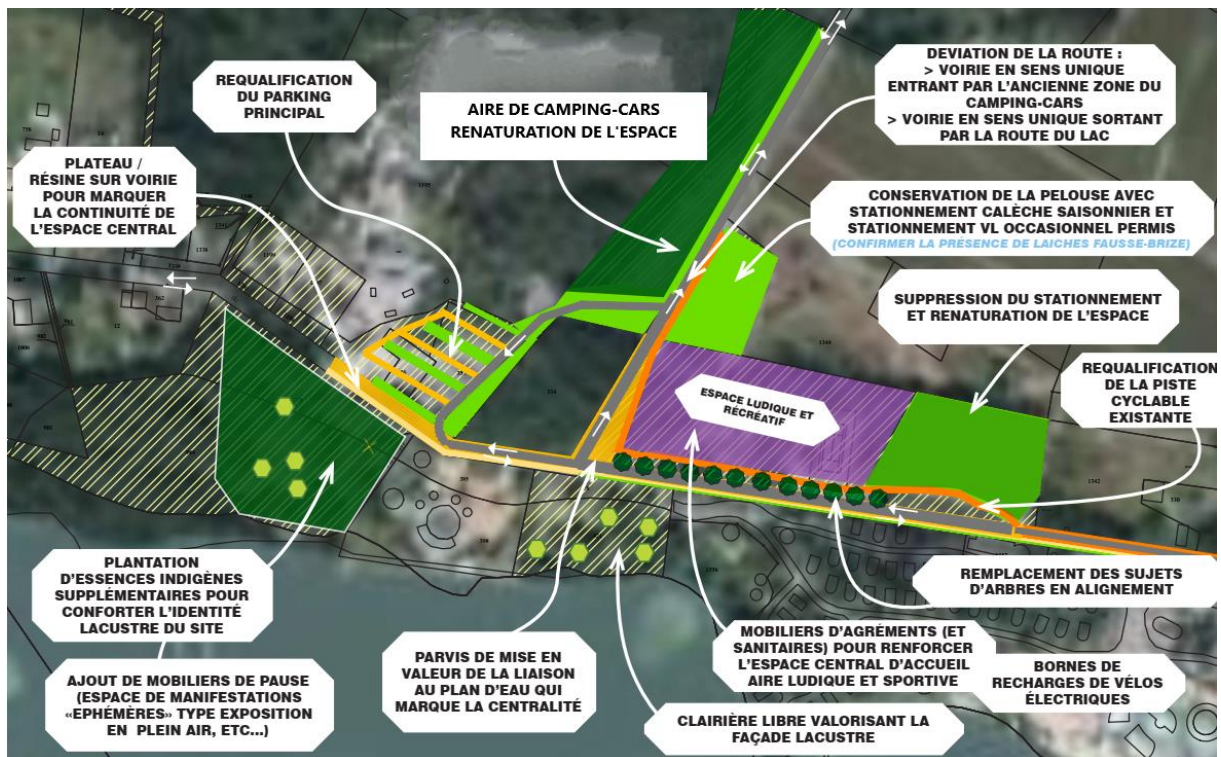 REQUALIFICATION
DU PARKING
PRINCIPAL
AIRE DE CAMPING-CARS
RENATURATION DE L'ESPACE
DEVIATION DE LA ROUTE :
> VOIRIE EN SENS UNIQUE
ENTRANT PAR L'ANCIENNE ZONE DU
CAMPING-CARS
> VOIRIE EN SENS UNIQUE SORTANT
PAR LA ROUTE DU LAC
PLATEAU /
RÉSINE SUR VOIRIE
POUR MARQUER
LA CONTINUITÉ DE
L'ESPACE CENTRAL
CONSERVATION DE LA PELOUSE AVEC
STATIONNEMENT CALÈCHE SAISONNIER ET
STATIONNEMENT VL OCCASIONNEL PERMIS
(CONFIRMER LA PRÉSENCE DE LAICHES FAUSSE-BRIZE)
SUPPRESSION DU STATIONNEMENT
ET RENATURATION DE L'ESPACE
REQUALIFICATION
DE LA PISTE
CYCLABLE
EXISTANTE
ESPACE LUDIQUE ET
RÉCRÉATIF
PLANTATION
D'ESSENCES INDIGÈNES
SUPPLÉMENTAIRES POUR
CONFORTER L'IDENTITÉ
LACUSTRE DU SITE
REMPLACEMENT DES SUJETS
D'ARBRES EN ALIGNEMENT
AJOUT DE MOBILIERS DE PAUSE
(ESPACE DE MANIFESTATIONS
«EPHÉMÈRES» TYPE EXPOSITION
EN PLEIN AIR, ETC...)
PARVIS DE MISE EN
VALEUR DE LA LIAISON
AU PLAN D'EAU QUI
MARQUE LA CENTRALITÉ
MOBILIERS D'AGRÉMENTS (ET
SANITAIRES) POUR RENFORCER
L'ESPACE CENTRAL D'ACCUEIL
AIRE LUDIQUE ET SPORTIVE
BORNES DE
RECHARGES DE VÉLOS
ÉLECTRIQUES
CLAIRIÈRE LIBRE VALORISANT LA
FAÇADE LACUSTRE